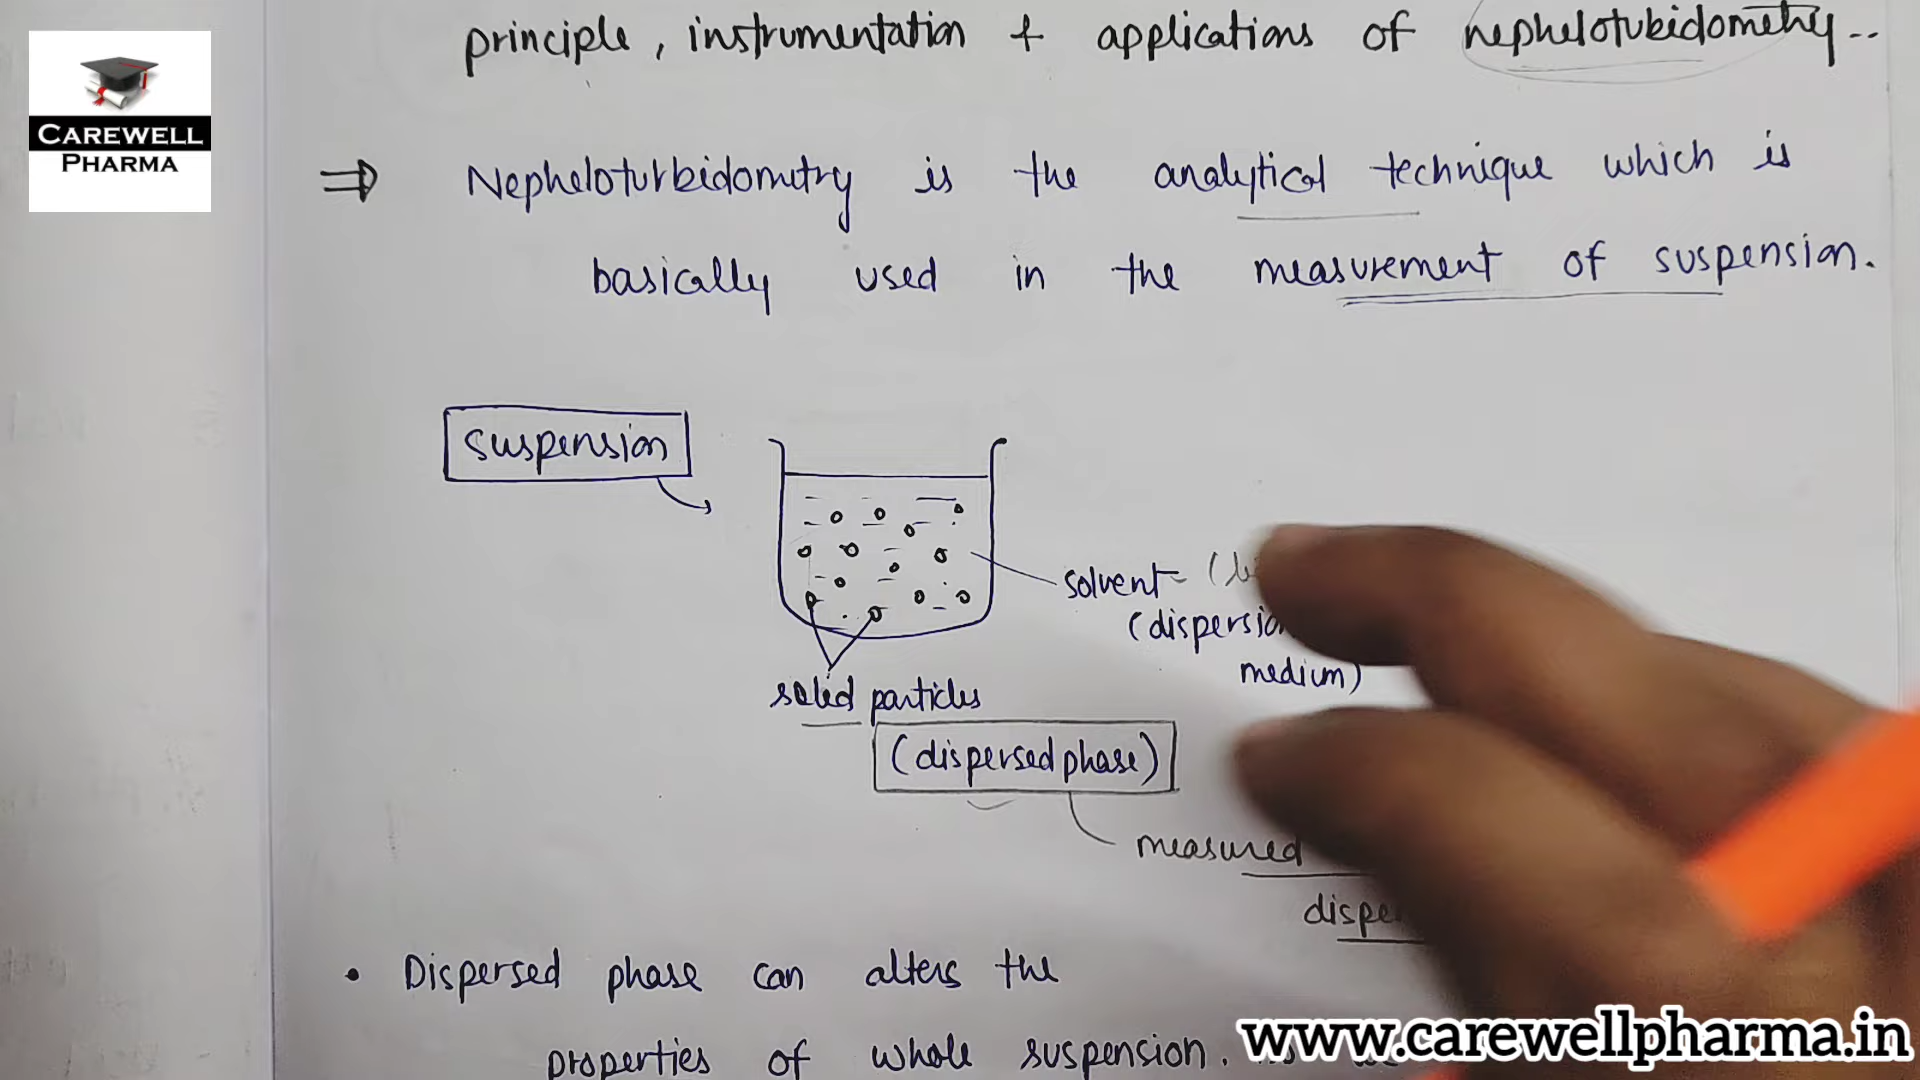 principle, instrumentation + applications of nephelotubidometry..
CAREWELL
PHARMA
⇒ Nepheloturbidometry is the analytical technique which is
basically used in the measurement of suspension.
suspension
solvent - (
(dispersion
medium)
solid particles
(dispersed phase)
measured
• Dispersed phase can alters the
properties of whole suspension.
www.carewellpharma.in